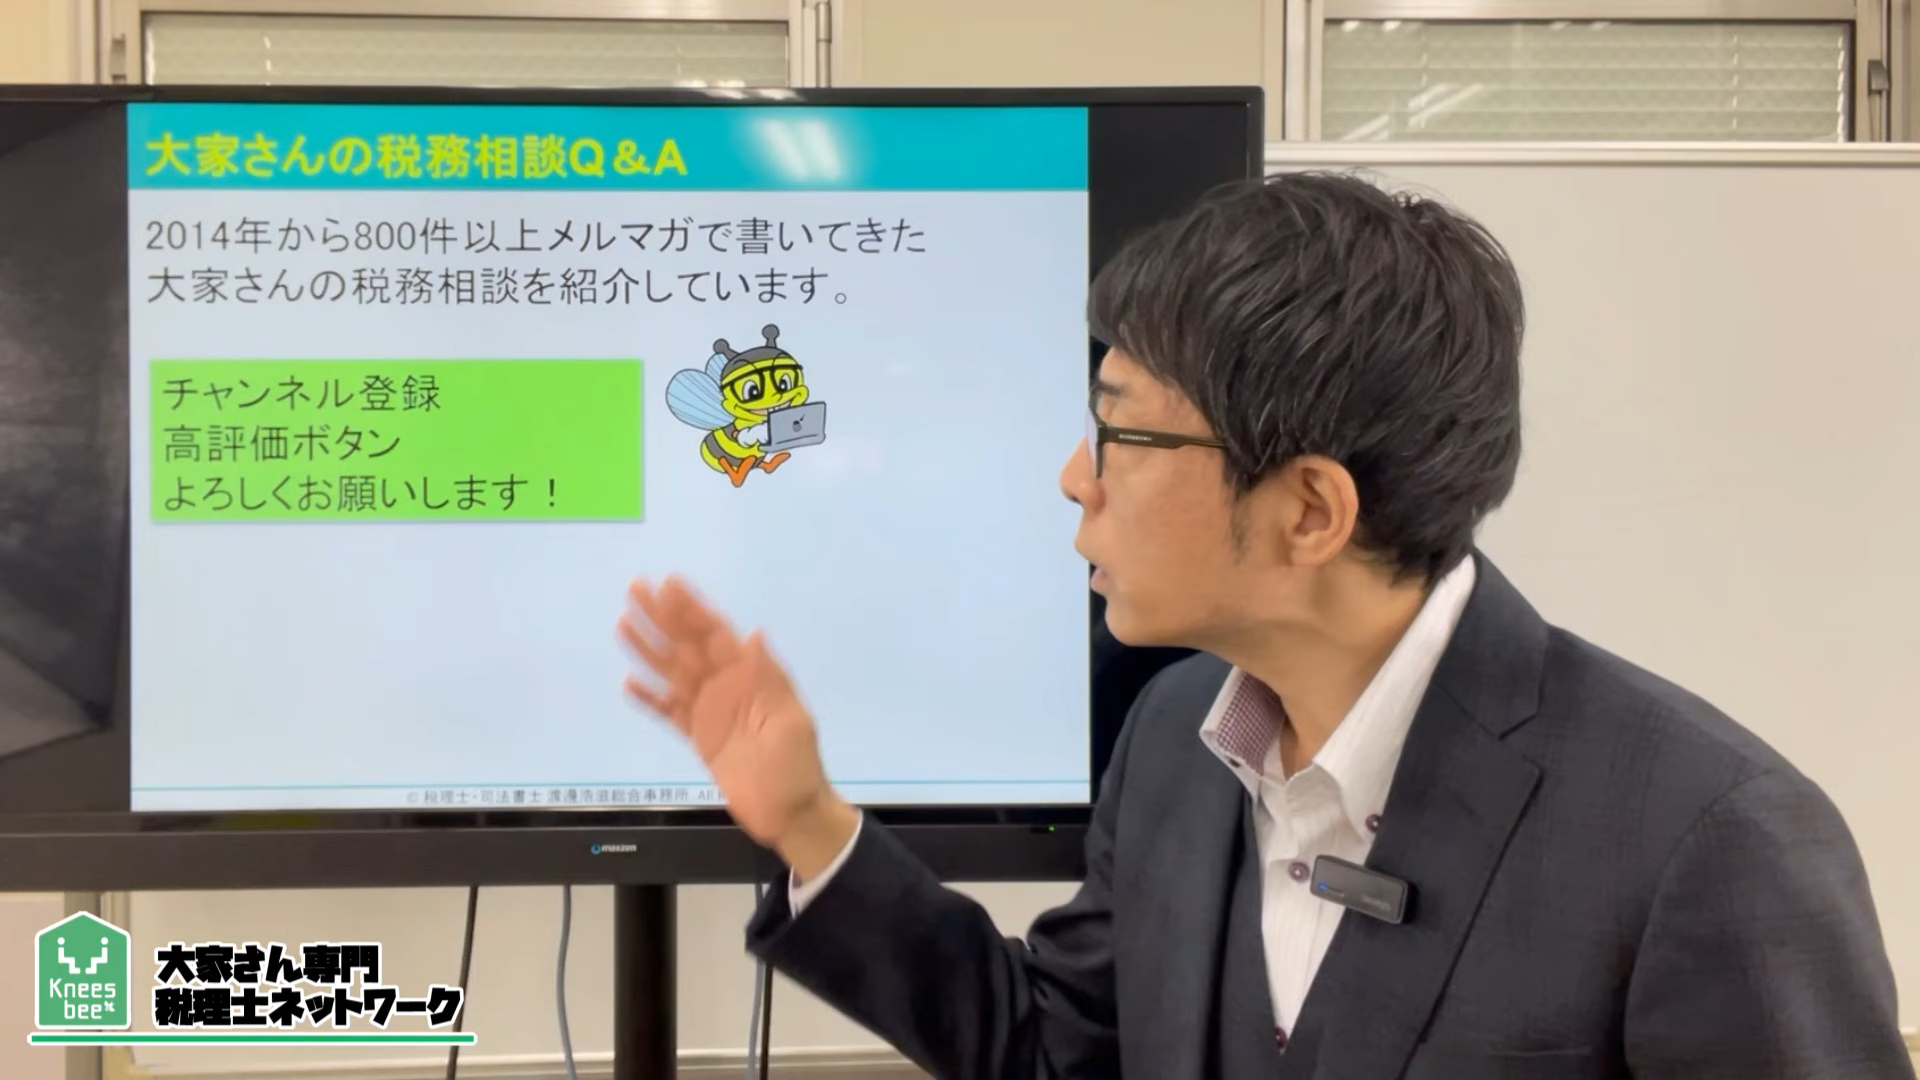 大家さんの税務相談Q&A
2014年から800件以上メルマガで書いてきた
大家さんの税務相談を紹介しています。
チャンネル登録
高評価ボタン
よろしくお願いします！
© 税理士・司法書士 渡邊浩滋総合事務所. All
maxzen
Knees
bee
大家さん専門
税理士ネットワーク